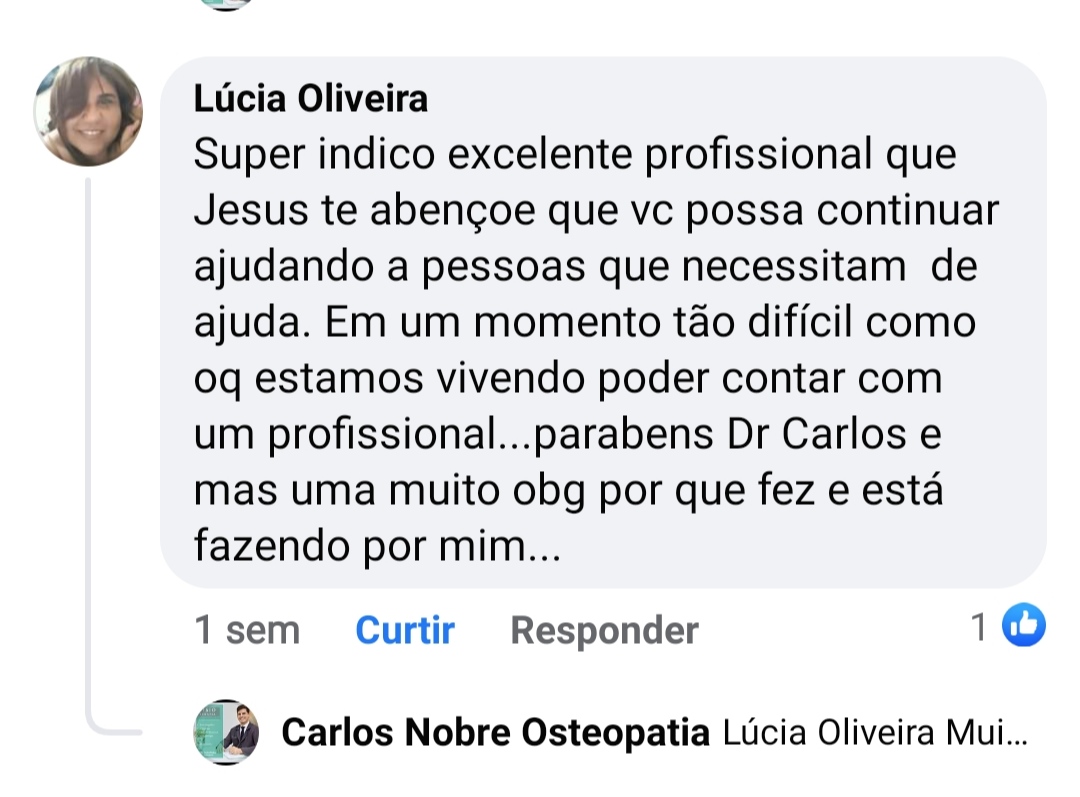 Lúcia Oliveira
Super indico excelente profissional que
Jesus te abençoe que vc possa continuar
ajudando a pessoas que necessitam  de
ajuda. Em um momento tão difícil como
oq estamos vivendo poder contar com
um profissional...parabens Dr Carlos e
mas uma muito obg por que fez e está
fazendo por mim...
1 sem Curtir Responder 1
Carlos Nobre Osteopatia Lúcia Oliveira Mui...